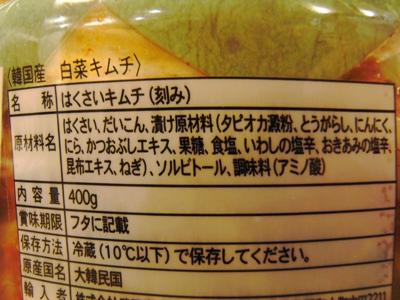 〈韓国産 白菜キムチ〉
名 称 はくさいキムチ（刻み）
原材料名 はくさい、だいこん、漬け原材料（タピオカ澱粉、とうがらし、にんにく、
にら、かつおぶしエキス、果糖、食塩、いわしの塩辛、おきあみの塩辛、
昆布エキス、ねぎ）、ソルビトール、調味料（アミノ酸）
内 容 量 400g
賞味期限 フタに記載
保存方法 冷蔵（10℃以下）で保存してください。
原産国名 大韓民国
輸 入 者 株式会社